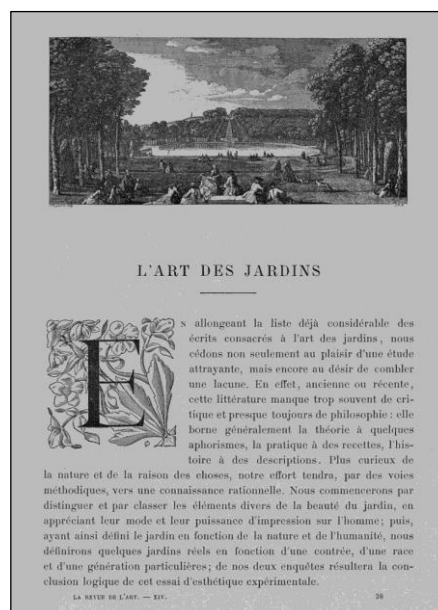 L'ART DES JARDINS
EN allongeant la liste déjà considérable des
écrits consacrés à l'art des jardins, nous
cédons non seulement au plaisir d'une étude
attrayante, mais encore au désir de combler
une lacune. En effet, ancienne ou récente,
cette littérature manque trop souvent de cri-
tique et presque toujours de philosophie : elle
borne généralement la théorie à quelques
aphorismes, la pratique à des recettes, l'his-
toire à des descriptions. Plus curieux de
la nature et de la raison des choses, notre effort tendra, par des voies
méthodiques, vers une connaissance rationnelle. Nous commencerons par
distinguer et par classer les éléments divers de la beauté du jardin, en
appréciant leur mode et leur puissance d'impression sur l'homme ; puis,
ayant ainsi défini le jardin en fonction de la nature et de l'humanité, nous
définirons quelques jardins réels en fonction d'une contrée, d'une race
et d'une génération particulières ; de nos deux enquêtes résultera la con-
clusion logique de cet essai d'esthétique expérimentale.
LA REVUE DE L'ART. — XIV. 28